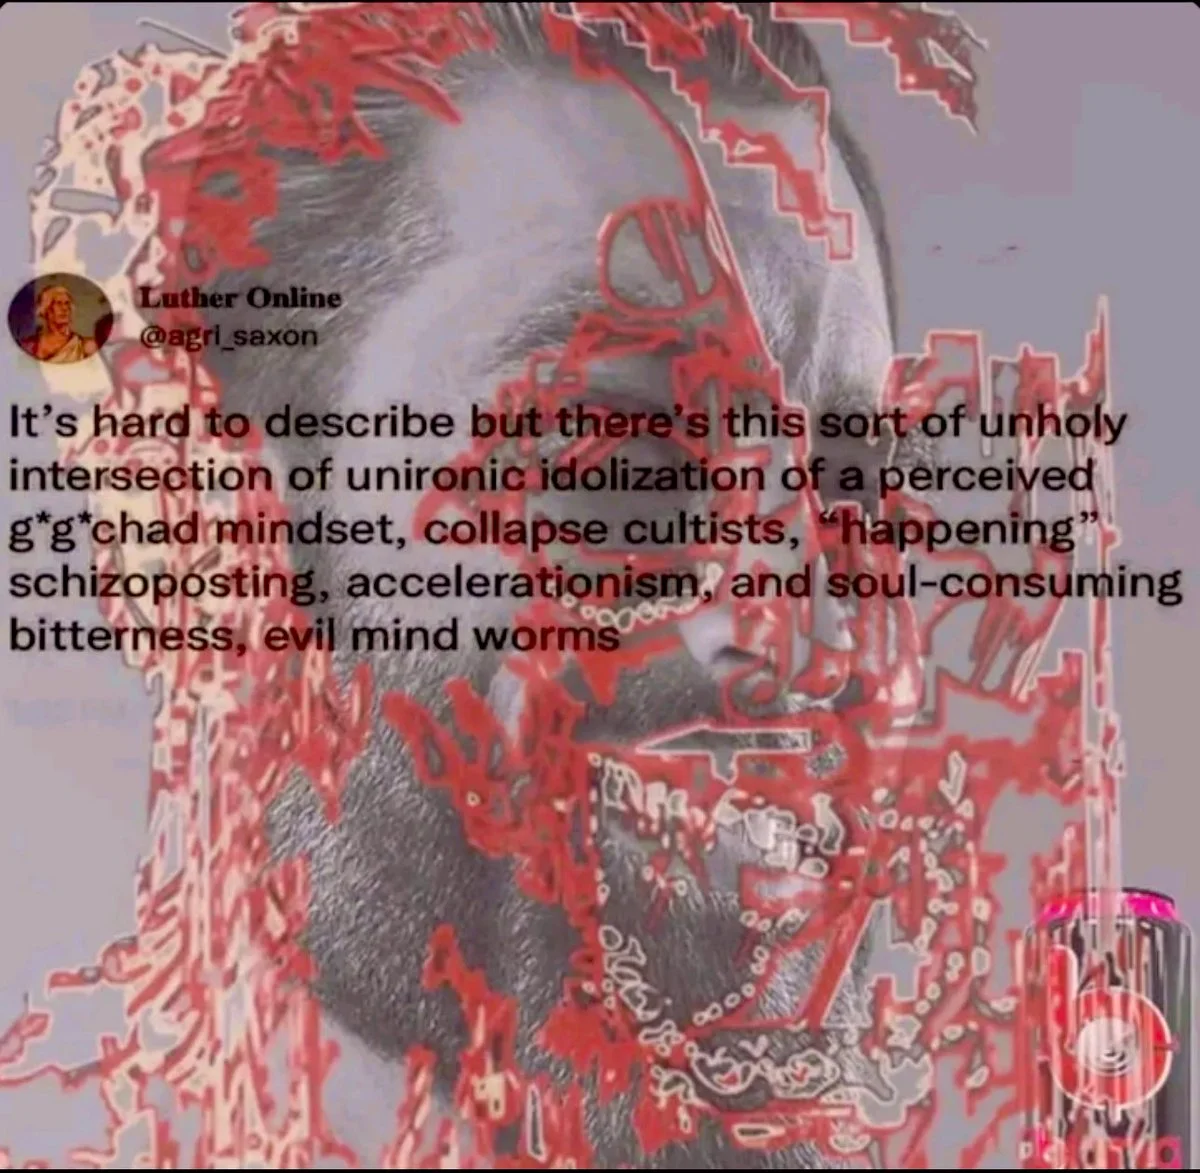 Luther Online
@agri_saxon
It’s hard to describe but there’s this sort of unholy
intersection of unironic idolization of a perceived
g*g*chad mindset, collapse cultists, “happening”
schizoposting, accelerationism, and soul-consuming
bitterness, evil mind worms
b